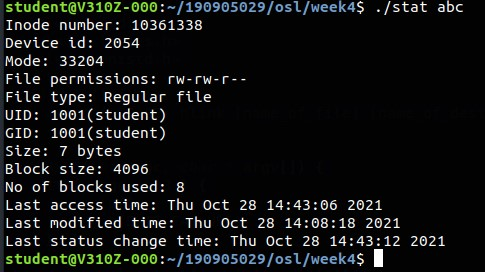 student@V310Z-000:~/190905029/osl/week4$ ./stat abc
Inode number: 10361338
Device id: 2054
Mode: 33204
File permissions: rw-rw-r--
File type: Regular file
UID: 1001(student)
GID: 1001(student)
Size: 7 bytes
Block size: 4096
No of blocks used: 8
Last access time: Thu Oct 28 14:43:06 2021
Last modified time: Thu Oct 28 14:08:18 2021
Last status change time: Thu Oct 28 14:43:12 2021
student@V310Z-000:~/190905029/osl/week4$